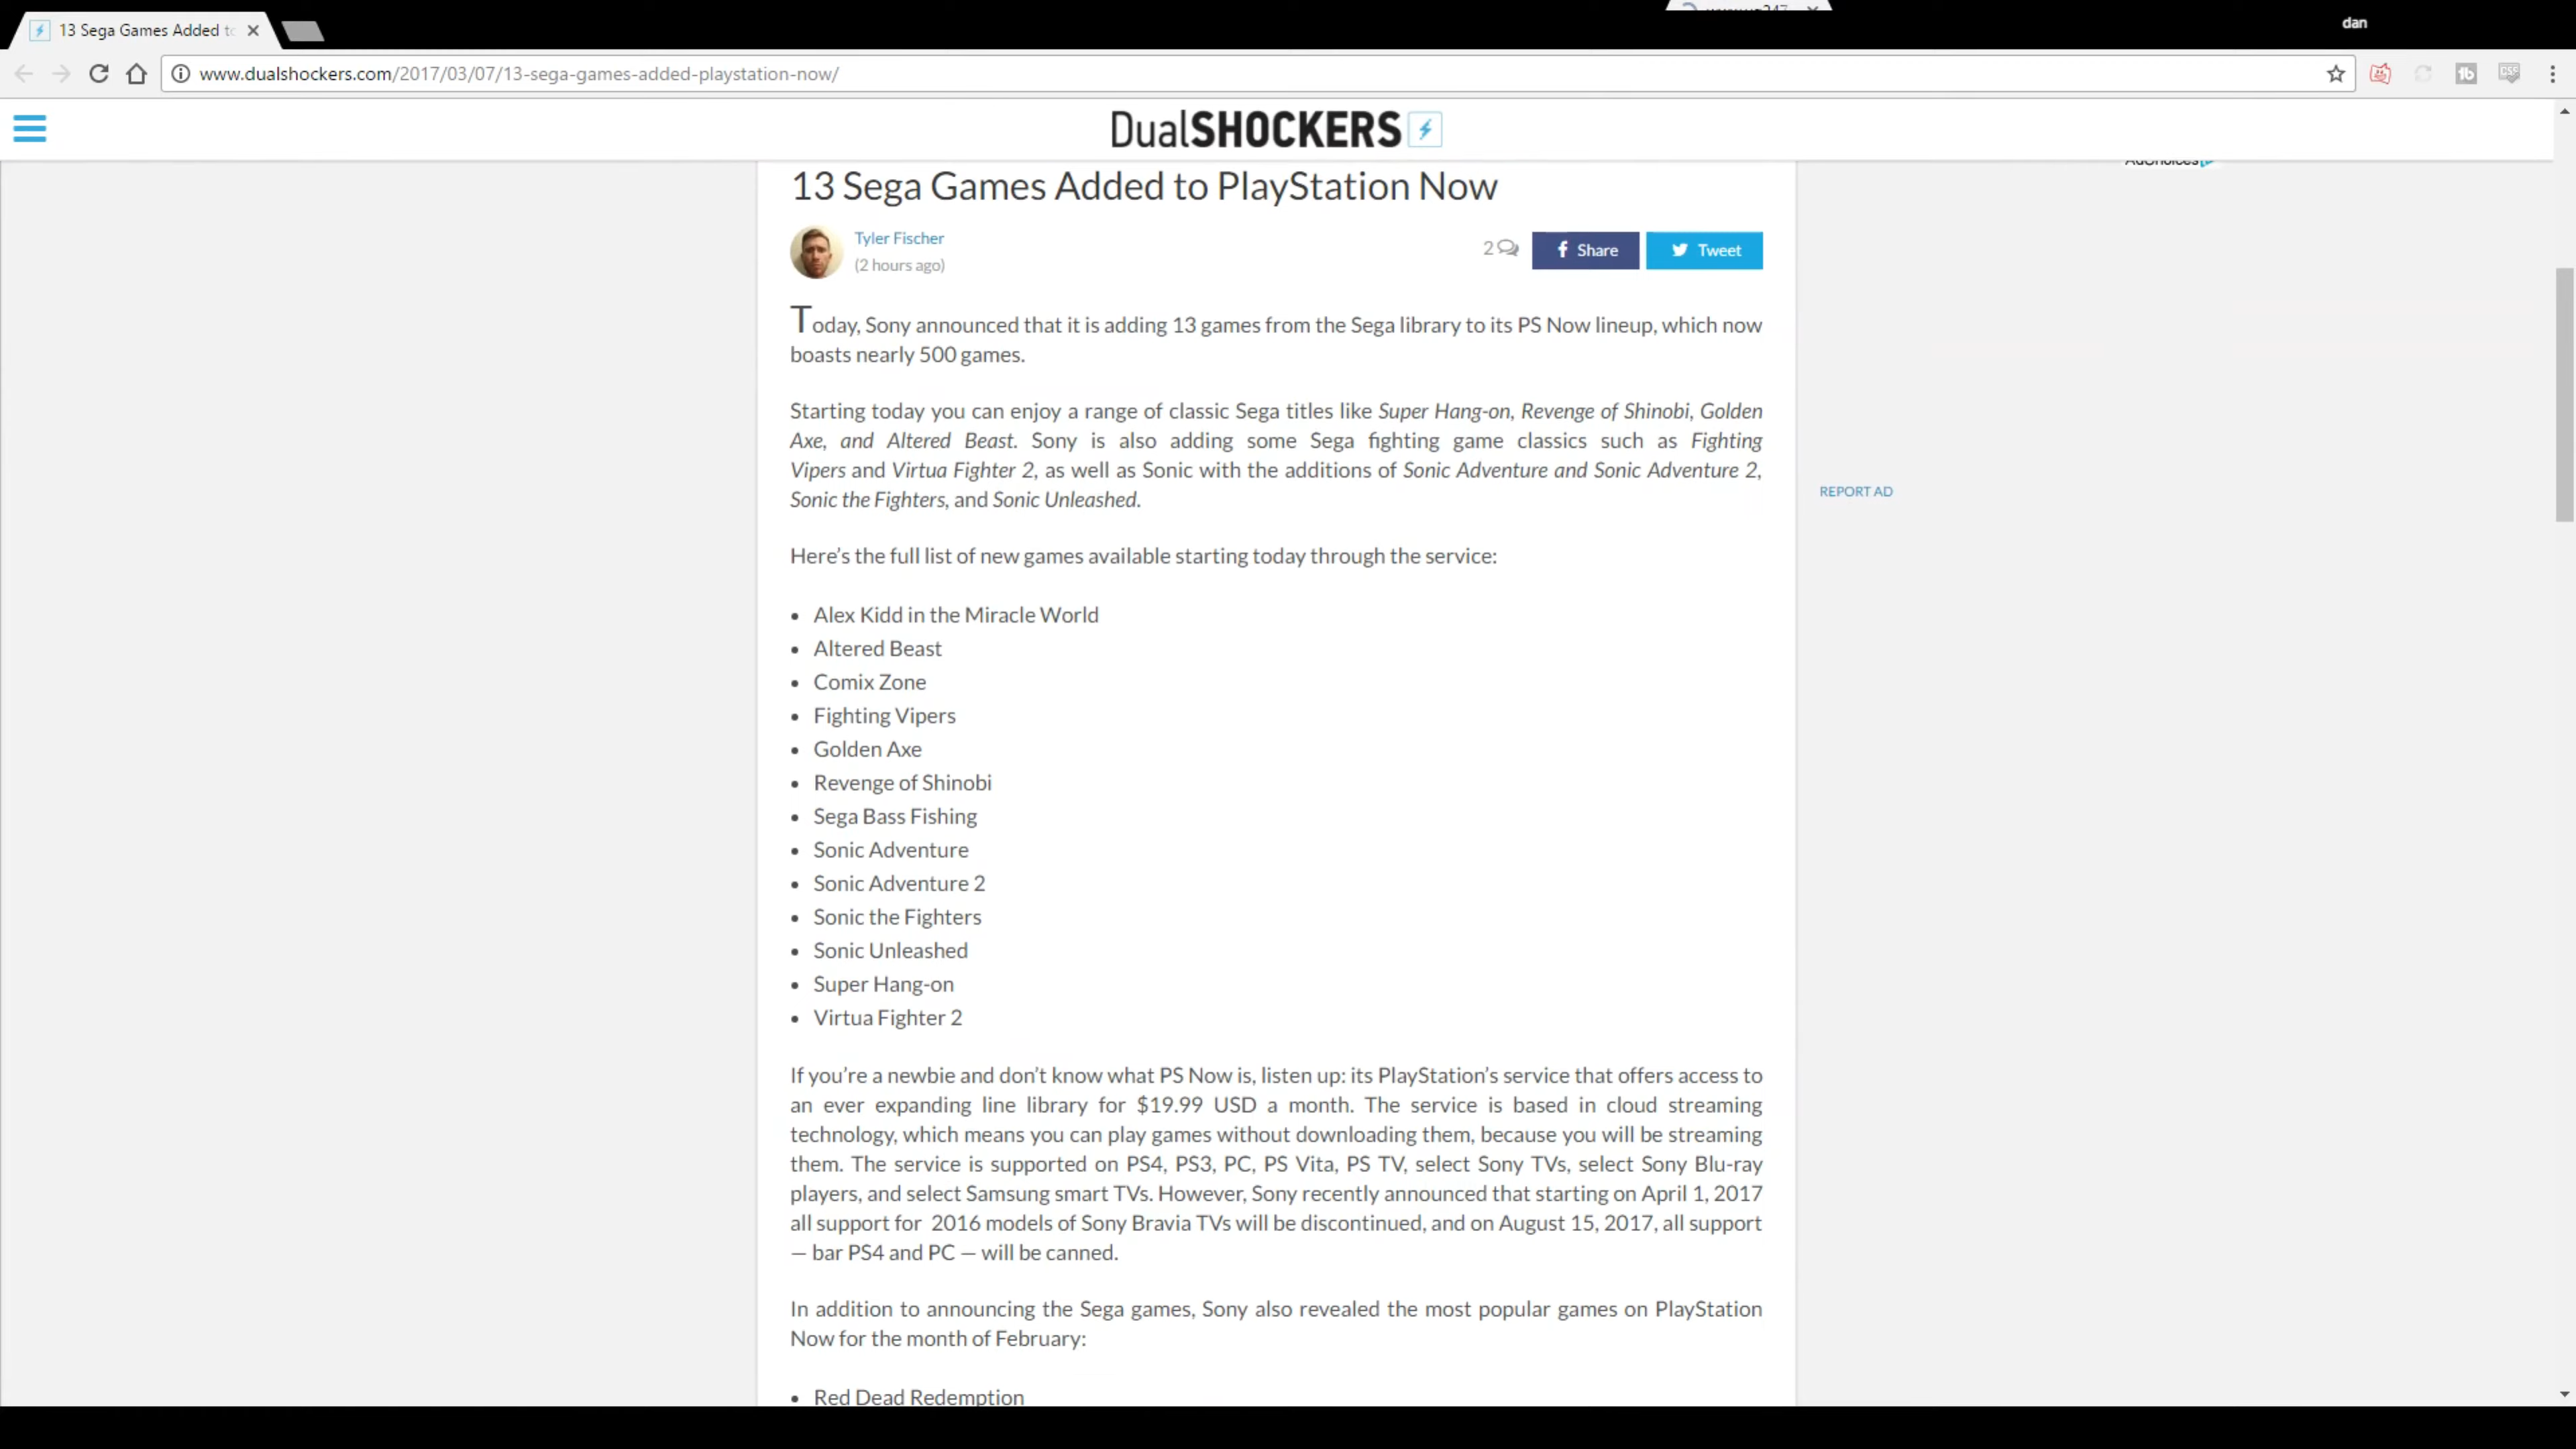 13 Sega Games Added to
dan
www.dualshockers.com/2017/03/07/13-sega-games-added-playstation-now/
DualSHOCKERS
AdChoices
13 Sega Games Added to PlayStation Now
Tyler Fischer
(2 hours ago)
2
Share
Tweet
Today, Sony announced that it is adding 13 games from the Sega library to its PS Now lineup, which now
boasts nearly 500 games.
Starting today you can enjoy a range of classic Sega titles like Super Hang-on, Revenge of Shinobi, Golden
Axe, and Altered Beast. Sony is also adding some Sega fighting game classics such as Fighting
Vipers and Virtua Fighter 2, as well as Sonic with the additions of Sonic Adventure and Sonic Adventure 2,
Sonic the Fighters, and Sonic Unleashed.
REPORT AD
Here's the full list of new games available starting today through the service:
• Alex Kidd in the Miracle World
• Altered Beast
• Comix Zone
• Fighting Vipers
• Golden Axe
• Revenge of Shinobi
• Sega Bass Fishing
• Sonic Adventure
• Sonic Adventure 2
• Sonic the Fighters
• Sonic Unleashed
• Super Hang-on
• Virtua Fighter 2
If you're a newbie and don't know what PS Now is, listen up: its PlayStation's service that offers access to
an ever expanding line library for $19.99 USD a month. The service is based in cloud streaming
technology, which means you can play games without downloading them, because you will be streaming
them. The service is supported on PS4, PS3, PC, PS Vita, PS TV, select Sony TVs, select Sony Blu-ray
players, and select Samsung smart TVs. However, Sony recently announced that starting on April 1, 2017
all support for 2016 models of Sony Bravia TVs will be discontinued, and on August 15, 2017, all support
— bar PS4 and PC — will be canned.
In addition to announcing the Sega games, Sony also revealed the most popular games on PlayStation
Now for the month of February:
• Red Dead Redemption